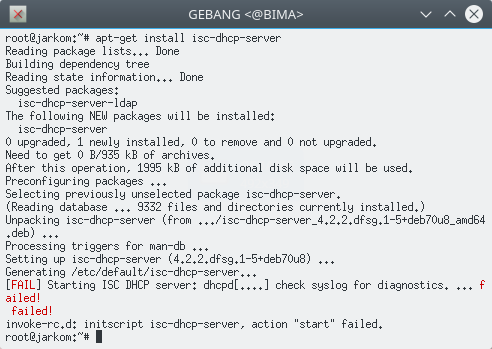 GEBANG <@BIMA>
root@jarkom:~# apt-get install isc-dhcp-server
Reading package lists... Done
Building dependency tree
Reading state information... Done
Suggested packages:
  isc-dhcp-server-ldap
The following NEW packages will be installed:
  isc-dhcp-server
0 upgraded, 1 newly installed, 0 to remove and 0 not upgraded.
Need to get 0 B/935 kB of archives.
After this operation, 1995 kB of additional disk space will be used.
Preconfiguring packages ...
Selecting previously unselected package isc-dhcp-server.
(Reading database ... 9332 files and directories currently installed.)
Unpacking isc-dhcp-server (from .../isc-dhcp-server_4.2.2.dfsg.1-5+deb70u8_amd64
.deb) ...
Processing triggers for man-db ...
Setting up isc-dhcp-server (4.2.2.dfsg.1-5+deb70u8) ...
Generating /etc/default/isc-dhcp-server...
[FAIL] Starting ISC DHCP server: dhcpd[....] check syslog for diagnostics. ... f
ailed!
 failed!
invoke-rc.d: initscript isc-dhcp-server, action "start" failed.
root@jarkom:~#